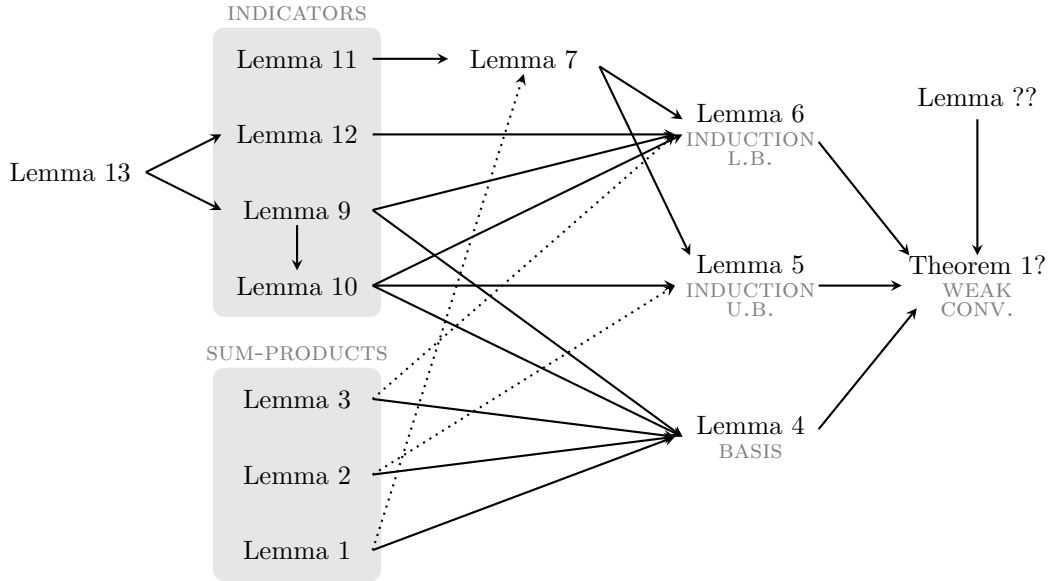 INDICATORS
Lemma 11
Lemma 7
Lemma ??
Lemma 6
Lemma 12
INDUCTION
L.B.
Lemma 13
Lemma 9
Lemma 5
Theorem 1?
Lemma 10
INDUCTION
WEAK
U.B.
CONV.
SUM-PRODUCTS
Lemma 3
Lemma 4
BASIS
Lemma 2
Lemma 1